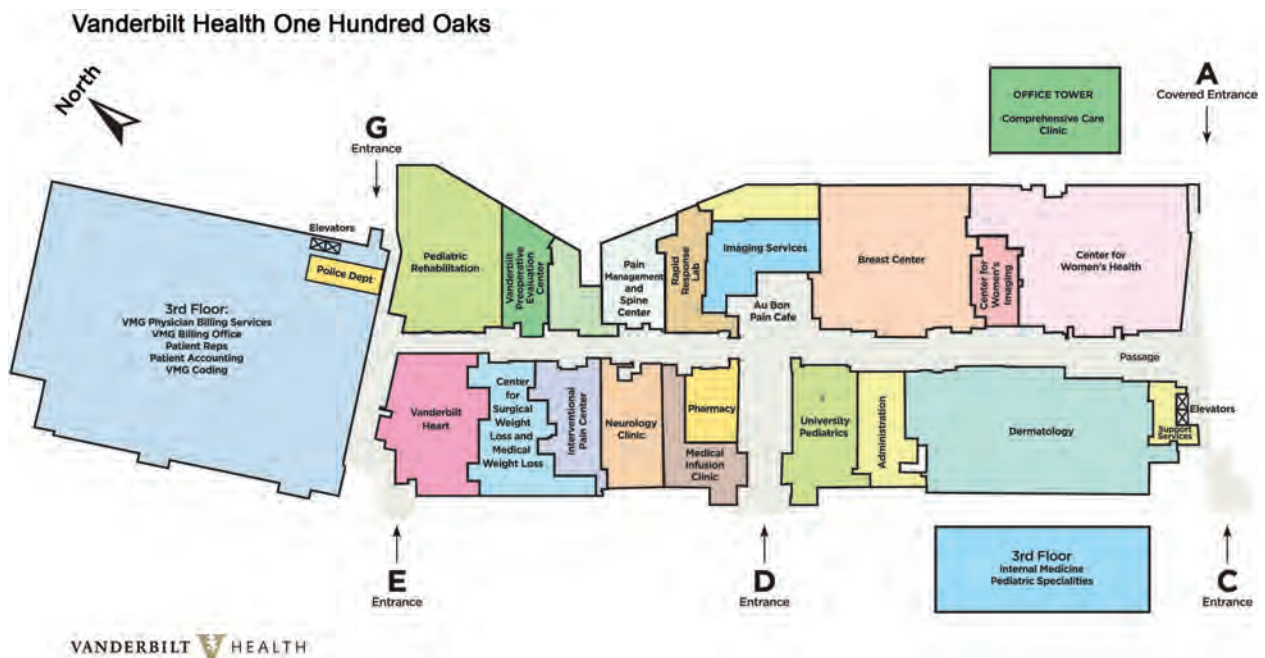 Vanderbilt Health One Hundred Oaks
North
OFFICE TOWER
Comprehensive Care
Clinic
A
Covered Entrance
G
Entrance
Elevators
Police Dept
3rd Floor:
VMG Physician Billing Services
VMG Billing Office
Patient Reps
Patient Accounting
VMG Coding
Pediatric
Rehabilitation
Vanderbilt
Preoperative
Evaluation
Center
Pain
Management
and
Spine
Center
Rapid
Response
Lab
Imaging Services
Au Bon
Pain Cafe
Breast Center
Center for
Women's
Imaging
Center for
Women's Health
Passage
Vanderbilt
Heart
Center
for
Surgical
Weight
Loss and
Medical
Weight Loss
Interventional
Pain Center
Neurology
Clinic
Pharmacy
Medical
Infusion
Clinic
University
Pediatrics
Administration
Dermatology
Elevators
Support
Services
3rd Floor
Internal Medicine
Pediatric Specialities
E
Entrance
D
Entrance
C
Entrance
VANDERBILT HEALTH